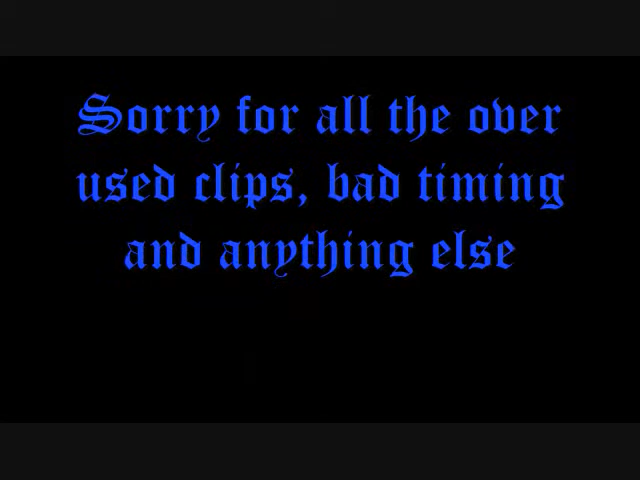 Sorry for all the over
used clips, bad timing
and anything else